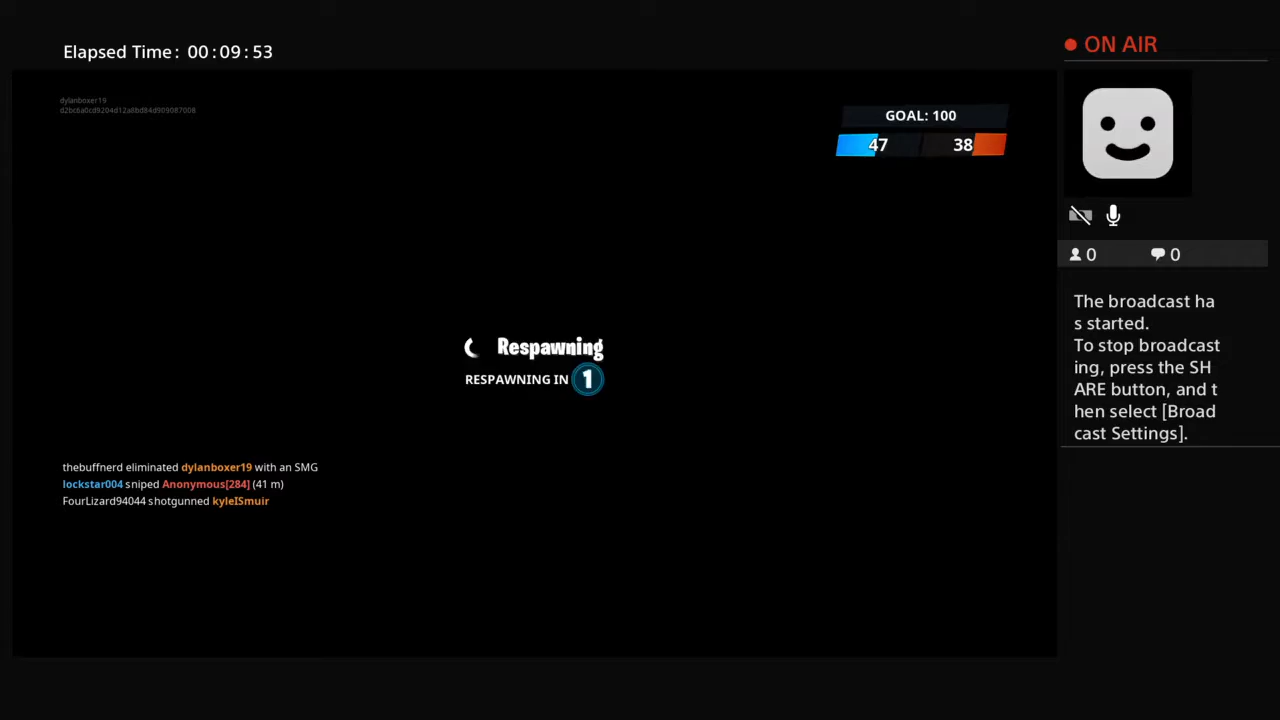 Elapsed Time: 00:09:53
ON AIR
dylanboxer19
GOAL: 100
47 38
0 0
The broadcast ha
s started.
To stop broadcast
ing, press the SH
ARE button, and t
hen select [Broad
cast Settings].
Respawning
RESPAWNING IN 1
thebuffnerd eliminated dylanboxer19 with an SMG
lockstar004 sniped Anonymous[284] (41 m)
FourLizard94044 shotgunned kyleISmuir